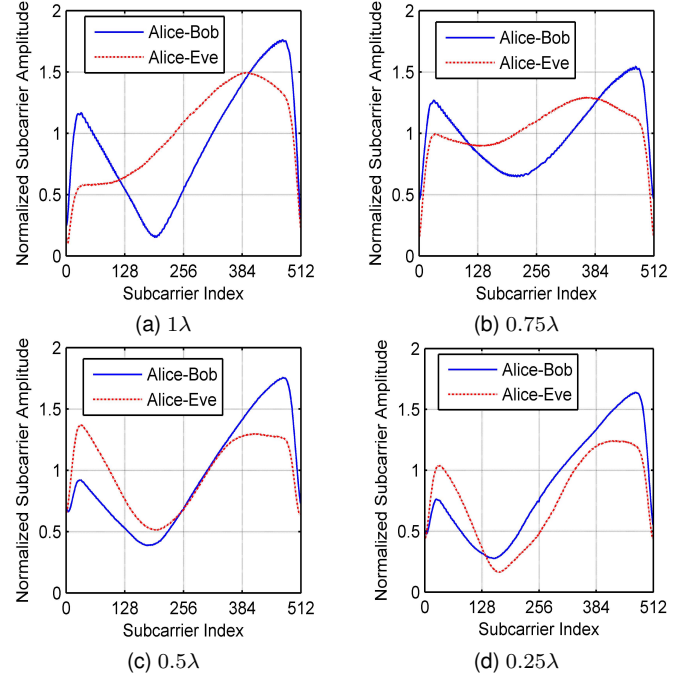 Normalized Subcarrier Amplitude
2
1.5
1
0.5
0
Alice-Bob
Alice-Eve
0 128 256 384 512
Subcarrier Index
(a) 1λ
Normalized Subcarrier Amplitude
2
1.5
1
0.5
0
Alice-Bob
Alice-Eve
0 128 256 384 512
Subcarrier Index
(b) 0.75λ
Normalized Subcarrier Amplitude
2
1.5
1
0.5
0
Alice-Bob
Alice-Eve
0 128 256 384 512
Subcarrier Index
(c) 0.5λ
Normalized Subcarrier Amplitude
2
1.5
1
0.5
0
Alice-Bob
Alice-Eve
0 128 256 384 512
Subcarrier Index
(d) 0.25λ